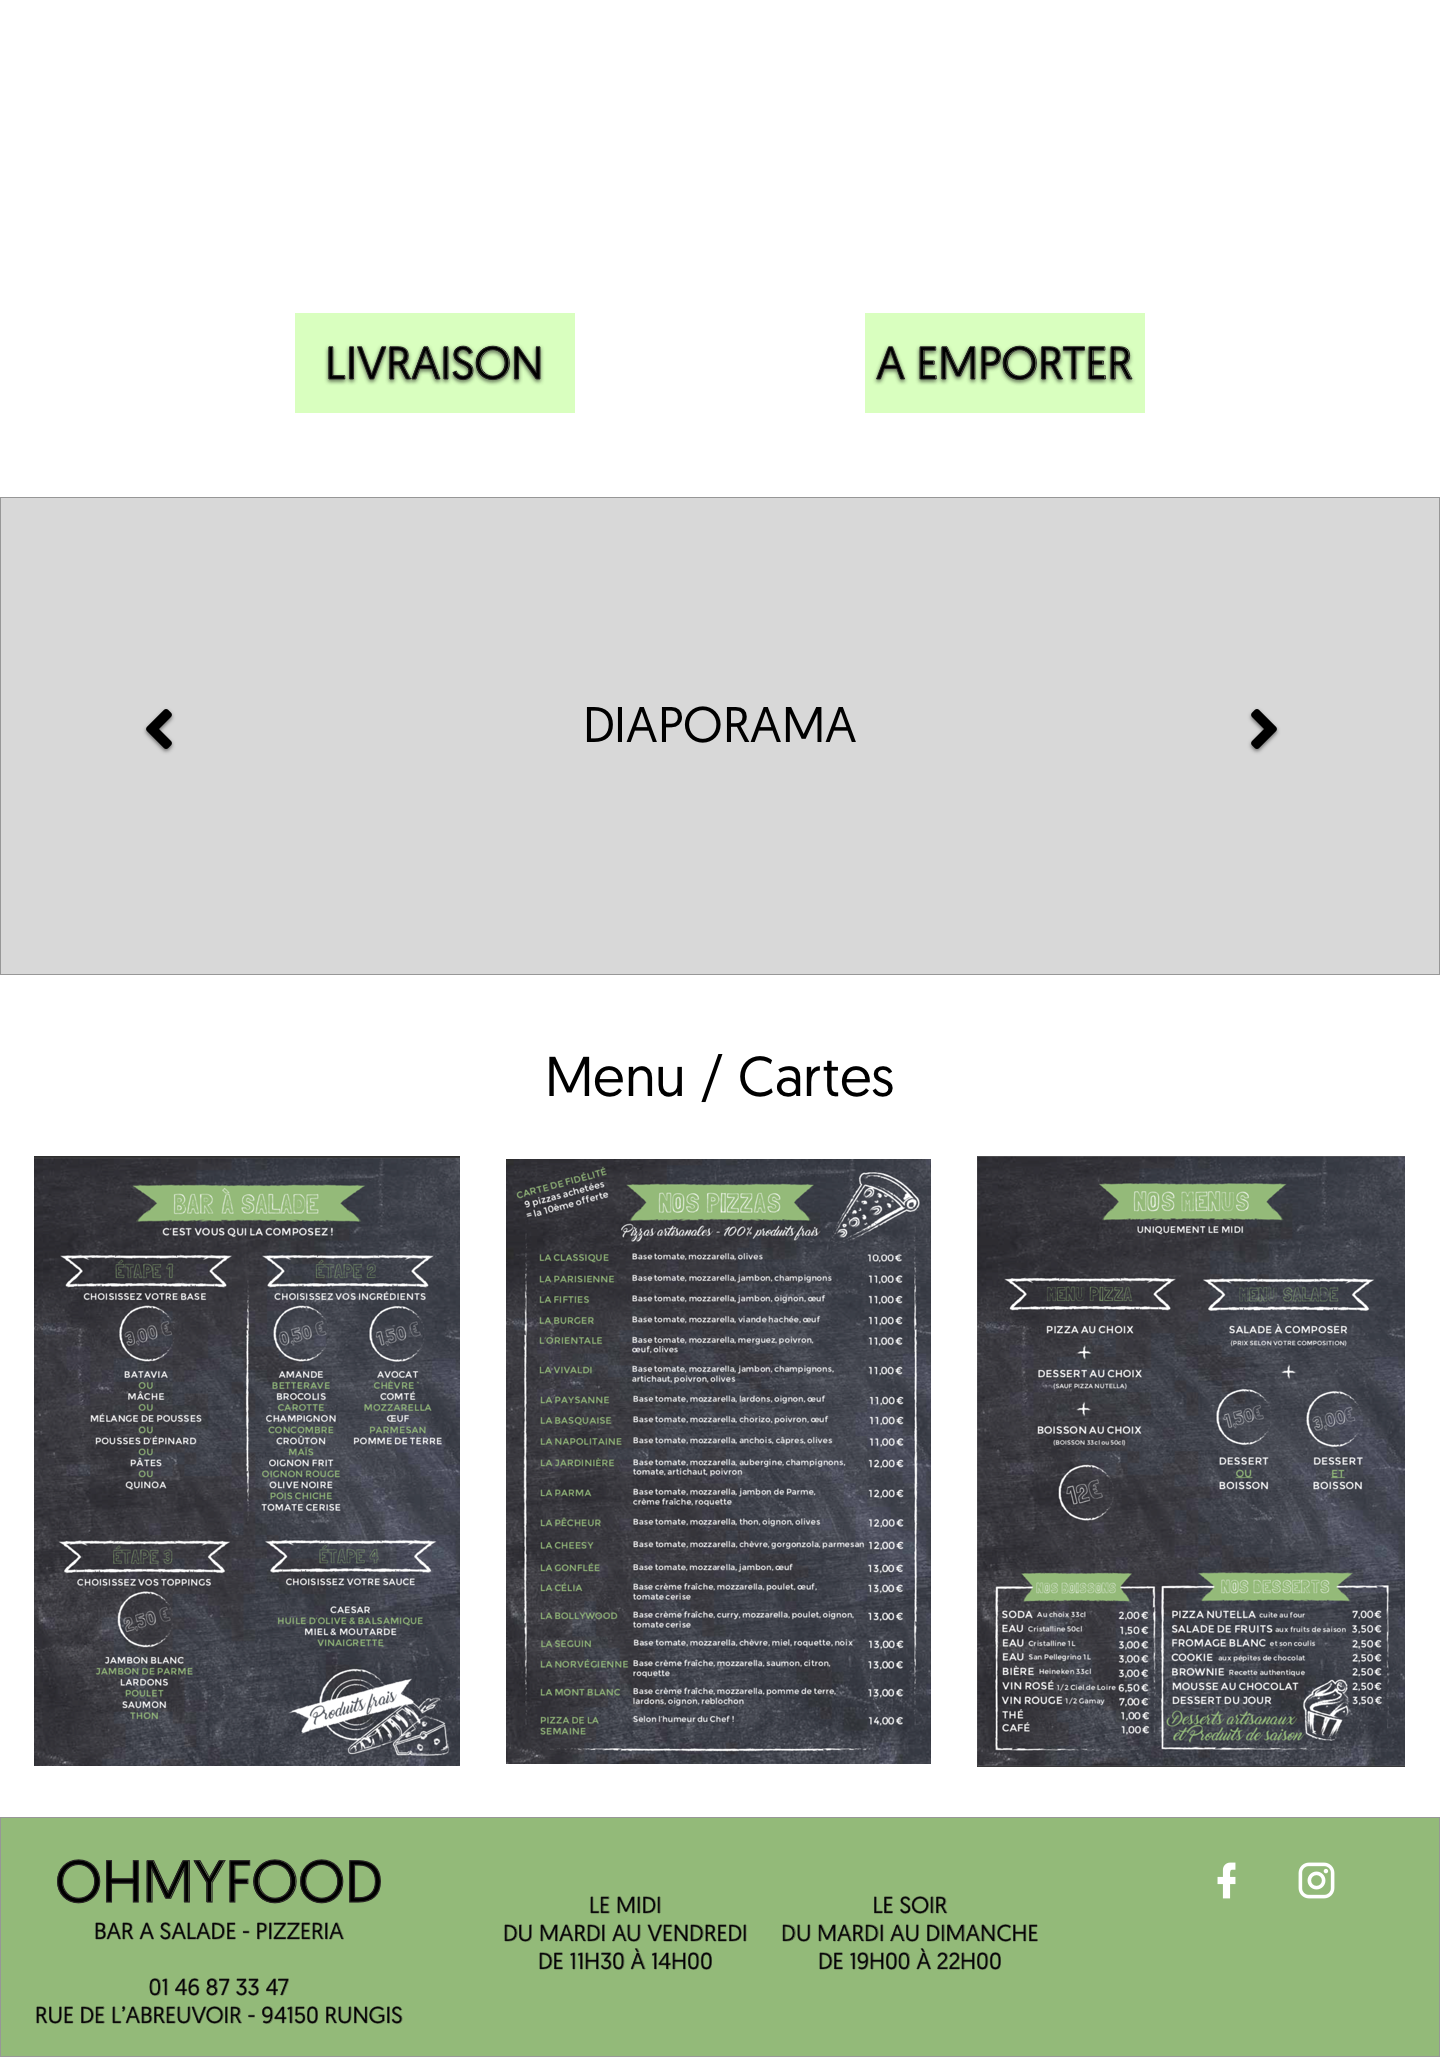 LIVRAISON
A EMPORTER
DIAPORAMA
Menu / Cartes
BAR À SALADE
C'EST VOUS QUI LA COMPOSEZ !
ÉTAPE 1
CHOISISSEZ VOTRE BASE
3,00 €
BATAVIA
OU
MÂCHE
OU
MÉLANGE DE POUSSES
OU
POUSSES D'ÉPINARD
OU
PÂTES
OU
QUINOA
ÉTAPE 2
CHOISISSEZ VOS INGRÉDIENTS
0,50 €
AMANDE
BETTERAVE
BROCOLIS
CAROTTE
CHAMPIGNON
CONCOMBRE
CROÛTON
MAÏS
OIGNON FRIT
OIGNON ROUGE
OLIVE NOIRE
POIS CHICHE
TOMATE CERISE
1,50 €
AVOCAT
CHÈVRE
COMTÉ
MOZZARELLA
ŒUF
PARMESAN
POMME DE TERRE
ÉTAPE 3
CHOISISSEZ VOS TOPPINGS
2,50 €
JAMBON BLANC
JAMBON DE PARME
LARDONS
POULET
SAUMON
THON
ÉTAPE 4
CHOISISSEZ VOTRE SAUCE
CAESAR
HUILE D'OLIVE & BALSAMIQUE
MIEL & MOUTARDE
VINAIGRETTE
Produits frais
CARTE DE FIDÉLITÉ
9 pizzas achetées
= la 10ème offerte
NOS PIZZAS
Pizzas artisanales - 100% produits frais
LA CLASSIQUE Base tomate, mozzarella, olives 10,00 €
LA PARISIENNE Base tomate, mozzarella, jambon, champignons 11,00 €
LA FIFTIES Base tomate, mozzarella, jambon, oignon, œuf 11,00 €
LA BURGER Base tomate, mozzarella, viande hachée, œuf 11,00 €
L'ORIENTALE Base tomate, mozzarella, merguez, poivron, 11,00 €
œuf, olives
LA VIVALDI Base tomate, mozzarella, jambon, champignons, 11,00 €
artichaut, poivron, olives
LA PAYSANNE Base tomate, mozzarella, lardons, oignon, œuf 11,00 €
LA BASQUAISE Base tomate, mozzarella, chorizo, poivron, œuf 11,00 €
LA NAPOLITAINE Base tomate, mozzarella, anchois, câpres, olives 11,00 €
LA JARDINIÈRE Base tomate, mozzarella, aubergine, champignons, 12,00 €
tomate, artichaut, poivron
LA PARMA Base tomate, mozzarella, jambon de Parme, 12,00 €
crème fraîche, roquette
LA PÊCHEUR Base tomate, mozzarella, thon, oignon, olives 12,00 €
LA CHEESY Base tomate, mozzarella, chèvre, gorgonzola, parmesan 12,00 €
LA GONFLÉE Base tomate, mozzarella, jambon, œuf 13,00 €
LA CÉLIA Base crème fraîche, mozzarella, poulet, œuf, 13,00 €
tomate cerise
LA BOLLYWOOD Base crème fraîche, curry, mozzarella, poulet, oignon, 13,00 €
tomate cerise
LA SEGUIN Base tomate, mozzarella, chèvre, miel, roquette, noix 13,00 €
LA NORVÉGIENNE Base crème fraîche, mozzarella, saumon, citron, 13,00 €
roquette
LA MONT BLANC Base crème fraîche, mozzarella, pomme de terre, 13,00 €
lardons, oignon, reblochon
PIZZA DE LA Selon l'humeur du Chef ! 14,00 €
SEMAINE
NOS MENUS
UNIQUEMENT LE MIDI
MENU PIZZA
PIZZA AU CHOIX
+
DESSERT AU CHOIX
(SAUF PIZZA NUTELLA)
+
BOISSON AU CHOIX
(BOISSON 33cl ou 50cl)
12€
MENU SALADE
SALADE À COMPOSER
(PRIX SELON VOTRE COMPOSITION)
+
1,50€
DESSERT
OU
BOISSON
3,00€
DESSERT
ET
BOISSON
NOS BOISSONS
SODA Au choix 33cl 2,00 €
EAU Cristalline 50cl 1,50 €
EAU Cristalline 1L 3,00 €
EAU San Pellegrino 1L 3,00 €
BIÈRE Heineken 33cl 3,00 €
VIN ROSÉ 1/2 Ciel de Loire 6,50 €
VIN ROUGE 1/2 Gamay 7,00 €
THÉ 1,00 €
CAFÉ 1,00 €
NOS DESSERTS
PIZZA NUTELLA cuite au four 7,00 €
SALADE DE FRUITS aux fruits de saison 3,50 €
FROMAGE BLANC et son coulis 2,50 €
COOKIE aux pépites de chocolat 2,50 €
BROWNIE Recette authentique 2,50 €
MOUSSE AU CHOCOLAT 2,50 €
DESSERT DU JOUR 3,50 €
Desserts artisanaux
et Produits de saison
OHMYFOOD
BAR A SALADE - PIZZERIA
01 46 87 33 47
RUE DE L'ABREUVOIR - 94150 RUNGIS
LE MIDI
DU MARDI AU VENDREDI
DE 11H30 À 14H00
LE SOIR
DU MARDI AU DIMANCHE
DE 19H00 À 22H00